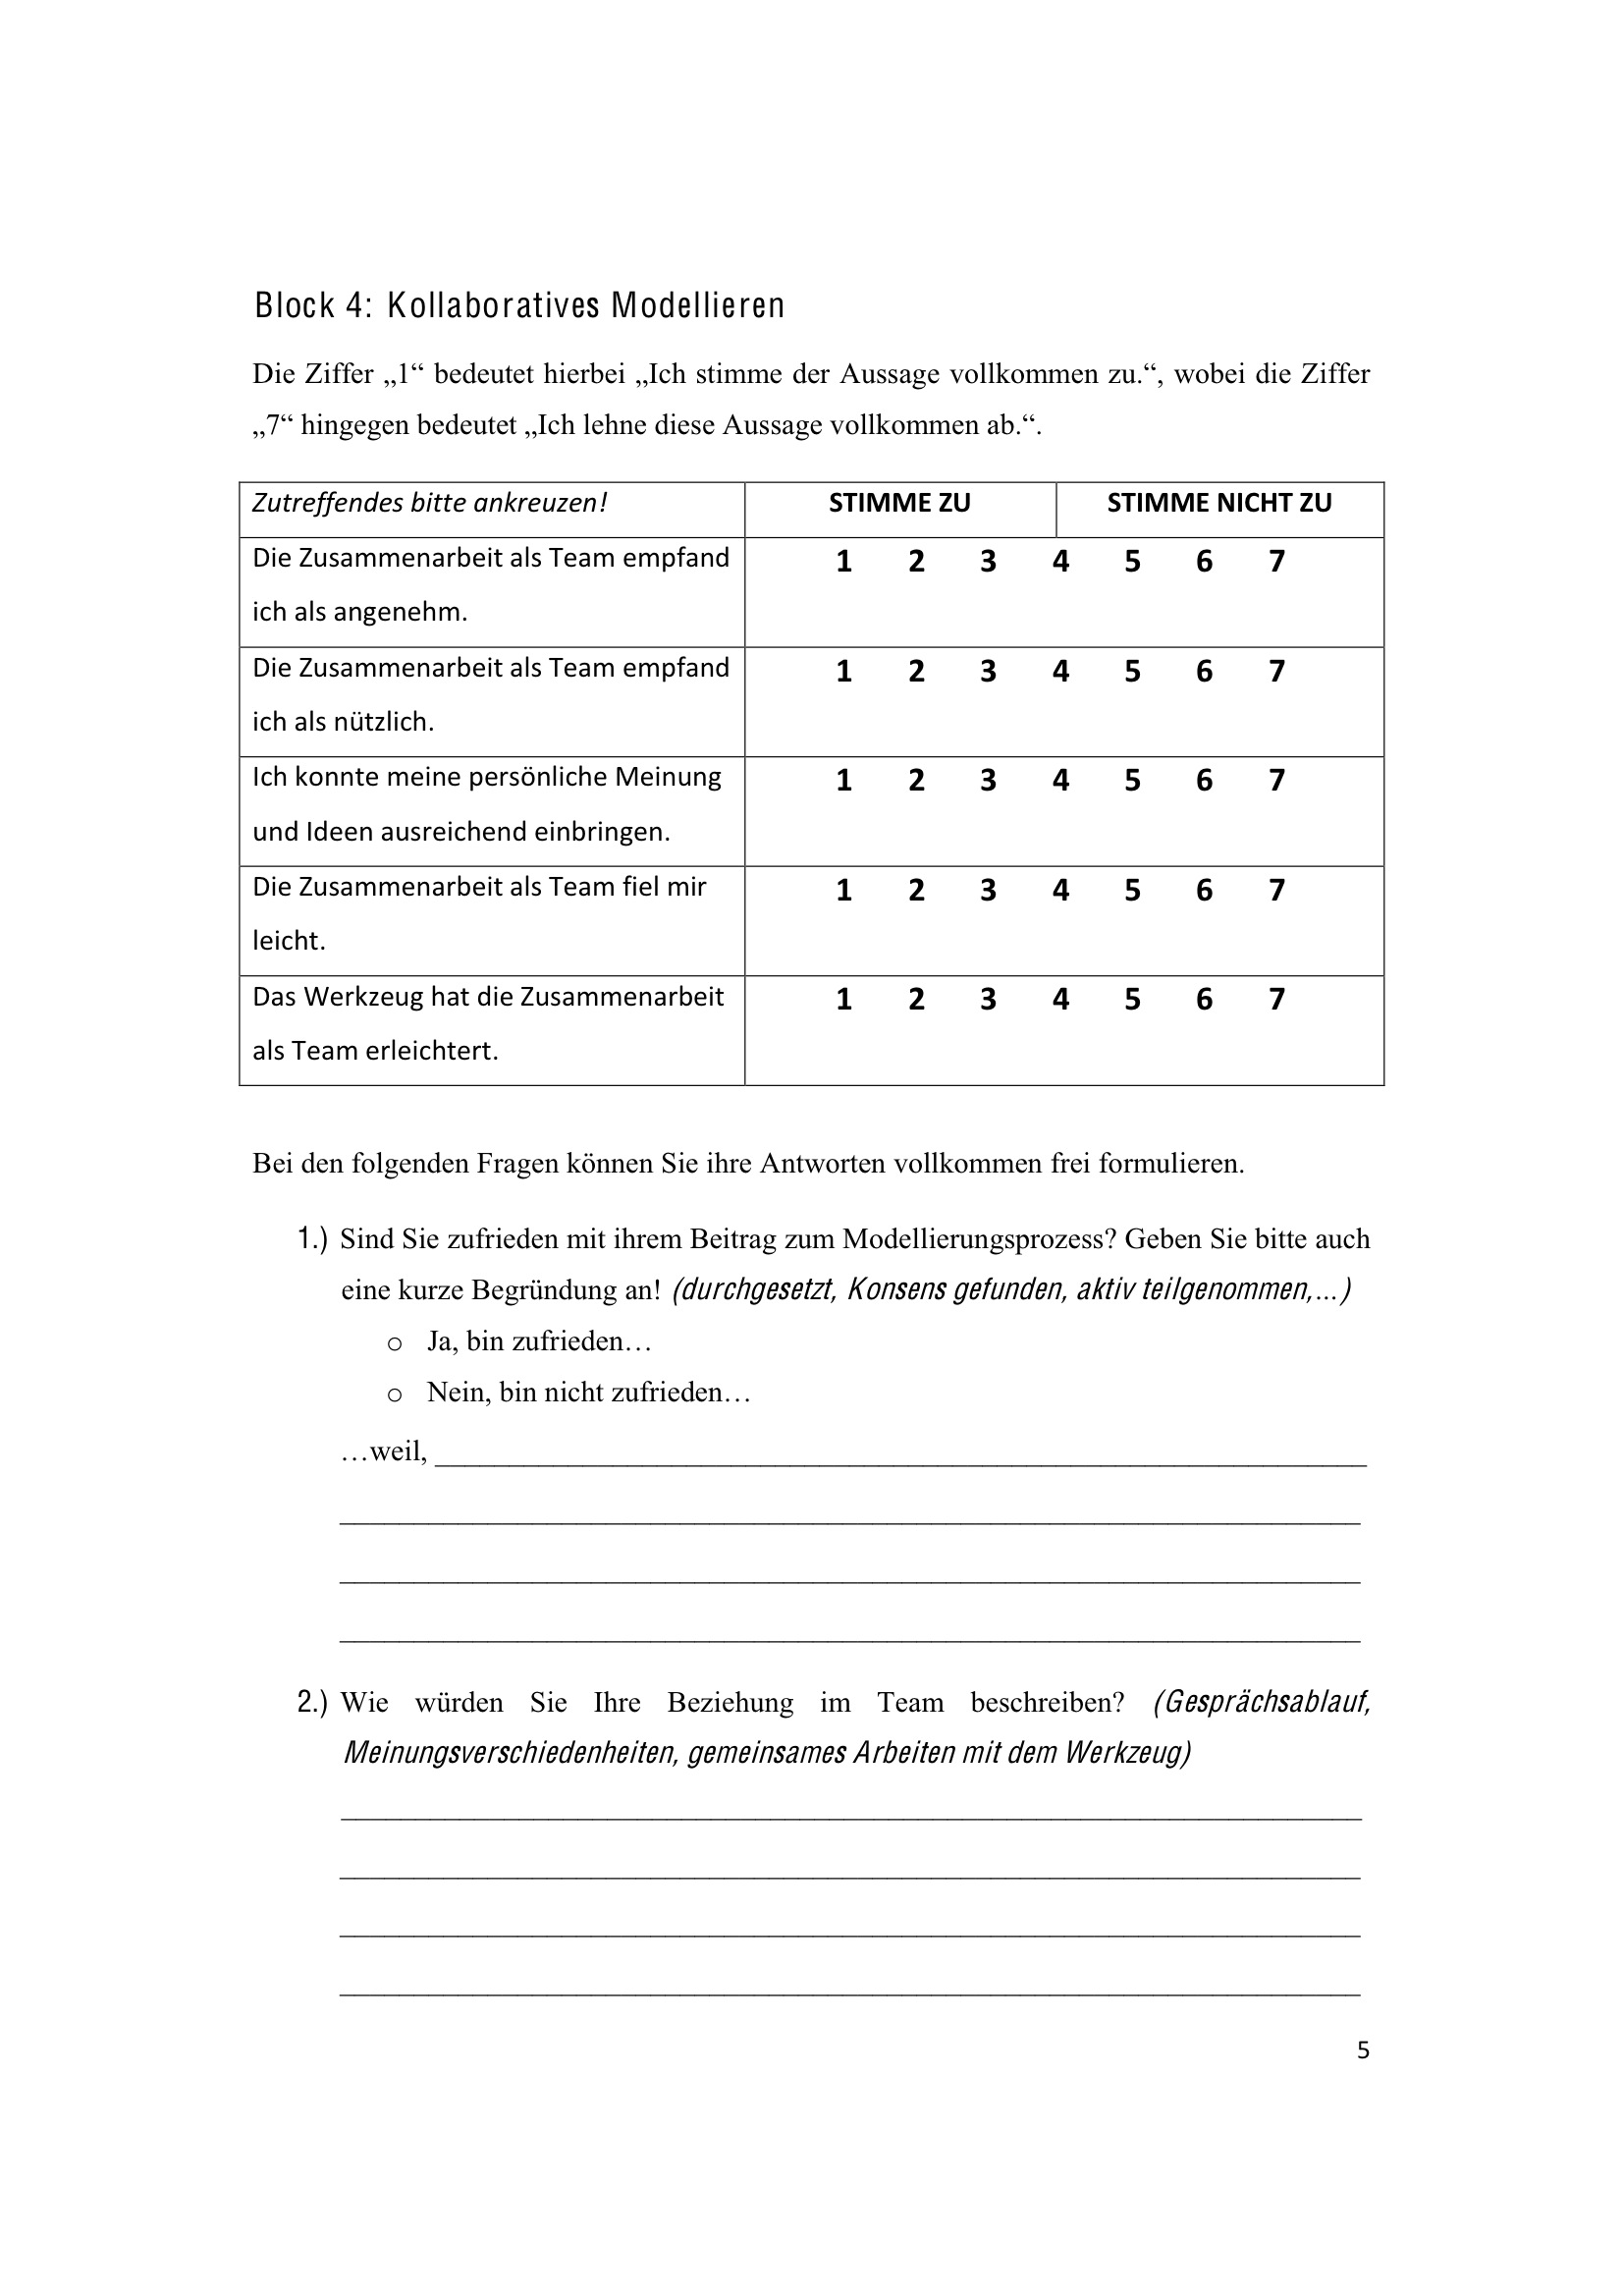 Block 4: Kollaboratives Modellieren
Die Ziffer „1“ bedeutet hierbei „Ich stimme der Aussage vollkommen zu.“, wobei die Ziffer
„7“ hingegen bedeutet „Ich lehne diese Aussage vollkommen ab.“.
Zutreffendes bitte ankreuzen! STIMME ZU STIMME NICHT ZU
Die Zusammenarbeit als Team empfand 1 2 3 4 5 6 7
ich als angenehm.
Die Zusammenarbeit als Team empfand 1 2 3 4 5 6 7
ich als nützlich.
Ich konnte meine persönliche Meinung 1 2 3 4 5 6 7
und Ideen ausreichend einbringen.
Die Zusammenarbeit als Team fiel mir 1 2 3 4 5 6 7
leicht.
Das Werkzeug hat die Zusammenarbeit 1 2 3 4 5 6 7
als Team erleichtert.
Bei den folgenden Fragen können Sie ihre Antworten vollkommen frei formulieren.
1.) Sind Sie zufrieden mit ihrem Beitrag zum Modellierungsprozess? Geben Sie bitte auch
eine kurze Begründung an! (durchgesetzt, Konsens gefunden, aktiv teilgenommen,...)
o Ja, bin zufrieden…
o Nein, bin nicht zufrieden…
…weil,
2.) Wie würden Sie Ihre Beziehung im Team beschreiben? (Gesprächsablauf,
Meinungsverschiedenheiten, gemeinsames Arbeiten mit dem Werkzeug)
5